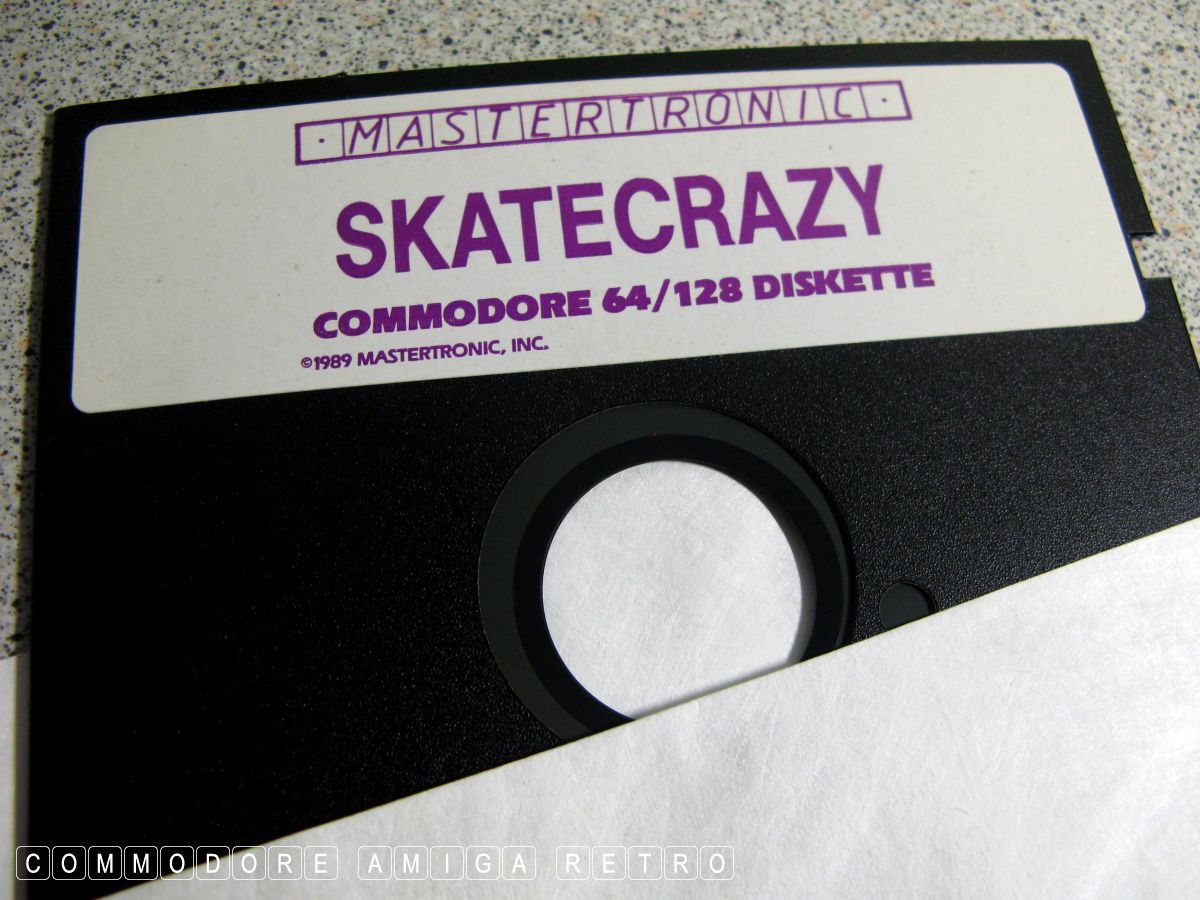 MASTERTRONIC
SKATECRAZY
COMMODORE 64/128 DISKETTE
©1989 MASTERTRONIC, INC.
COMMODORE AMIGA RETRO